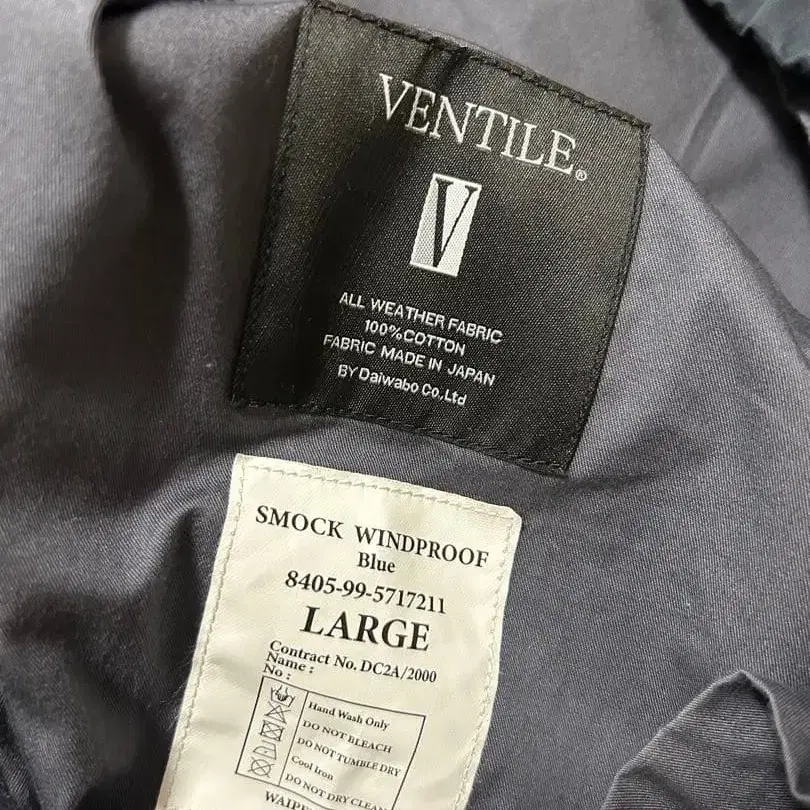 VENTILE®
V
ALL WEATHER FABRIC
100%COTTON
FABRIC MADE IN JAPAN
BY Daiwabo Co,.Ltd
SMOCK WINDPROOF
Blue
8405-99-5717211
LARGE
Contract No. DC2A/2000
Name :
No :
Hand Wash Only
DO NOT BLEACH
DO NOT TUMBLE DRY
Cool Iron
DO NOT DRY CLEAN